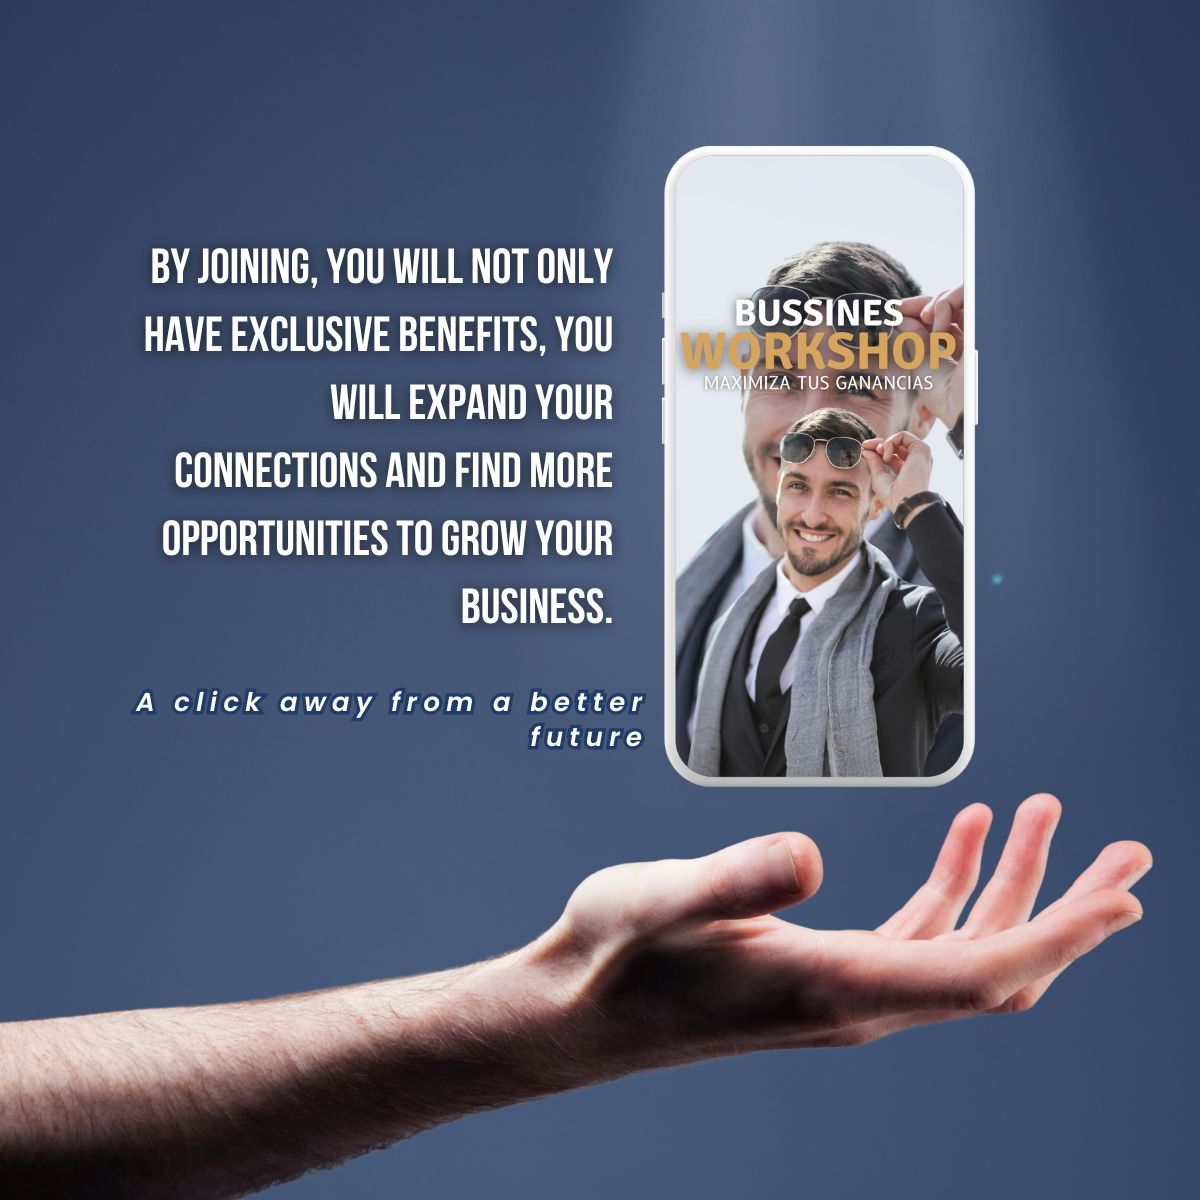 BY JOINING, YOU WILL NOT ONLY
HAVE EXCLUSIVE BENEFITS, YOU
WILL EXPAND YOUR
CONNECTIONS AND FIND MORE
OPPORTUNITIES TO GROW YOUR
BUSINESS.
A click away from a better
future
BUSSINES
WORKSHOP
MAXIMIZA TUS GANANCIAS